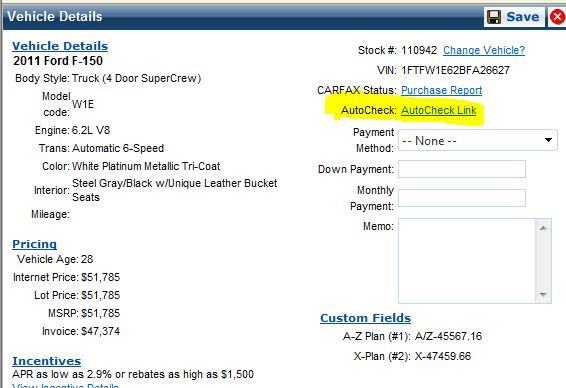 Vehicle Details
Save
Vehicle Details
2011 Ford F-150
Body Style: Truck (4 Door SuperCrew)
Model
code: W1E
Engine: 6.2L V8
Trans: Automatic 6-Speed
Color: White Platinum Metallic Tri-Coat
Interior: Steel Gray/Black w/Unique Leather Bucket
Seats
Mileage:
Pricing
Vehicle Age: 28
Internet Price: $51,785
Lot Price: $51,785
MSRP: $51,785
Invoice: $47,374
Incentives
APR as low as 2.9% or rebates as high as $1,500
View Incentive Details
Stock #: 110942 Change Vehicle?
VIN: 1FTFW1E62BFA26627
CARFAX Status: Purchase Report
AutoCheck: AutoCheck Link
Payment
Method: -- None --
Down Payment:
Monthly
Payment:
Memo:
Custom Fields
A-Z Plan (#1): A/Z-45567.16
X-Plan (#2): X-47459.66